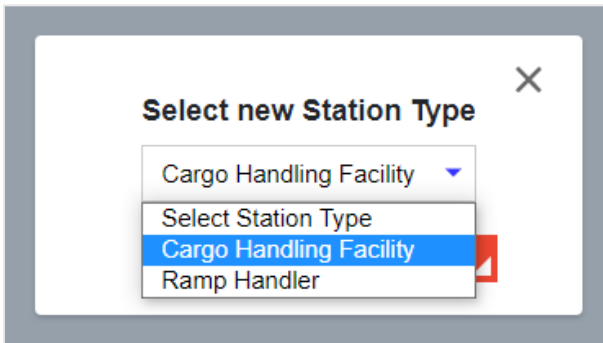 Select new Station Type
Cargo Handling Facility
Select Station Type
Cargo Handling Facility
Ramp Handler